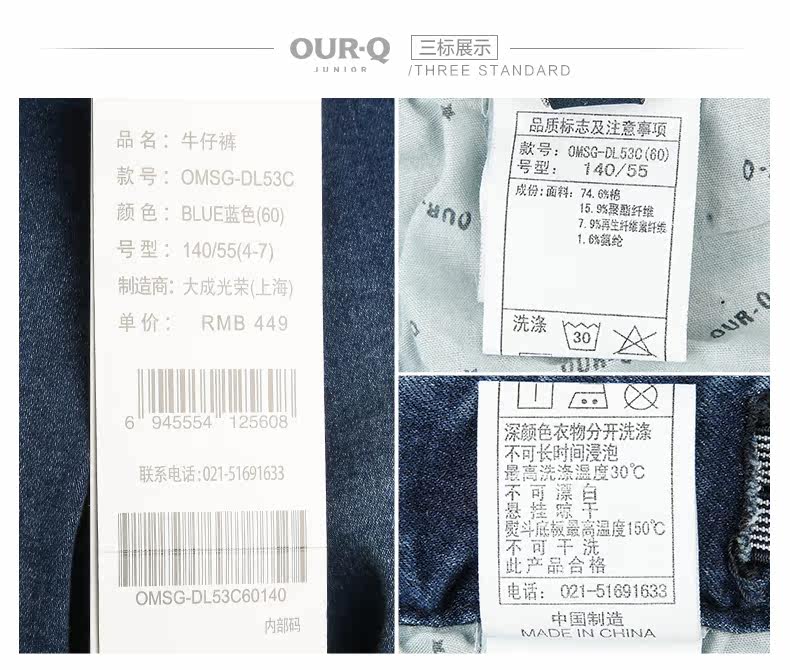 OUR-Q
JUNIOR
三标展示
/THREE STANDARD
品 名: 牛仔裤
款 号: OMSG-DL53C
颜 色: BLUE蓝色(60)
号 型: 140/55(4-7)
制造商: 大成光荣(上海)
单 价: RMB 449
6 945554 125608
联系电话:021-51691633
OMSG-DL53C60140
内部码
品质标志及注意事项
款号: OMSG-DL53C(60)
号型: 140/55
成份:面料: 74.6%棉
15.9%聚酯纤维
7.9%再生纤维素纤维
1.6%氨纶
洗涤
30
OUR
OUR-Q
OUR
深颜色衣物分开洗涤
不可长时间浸泡
最高洗涤温度30℃
不可漂白
悬挂晾干
熨斗底板最高温度150℃
不可干洗
此产品合格
电话: 021-51691633
中国制造
MADE IN CHINA